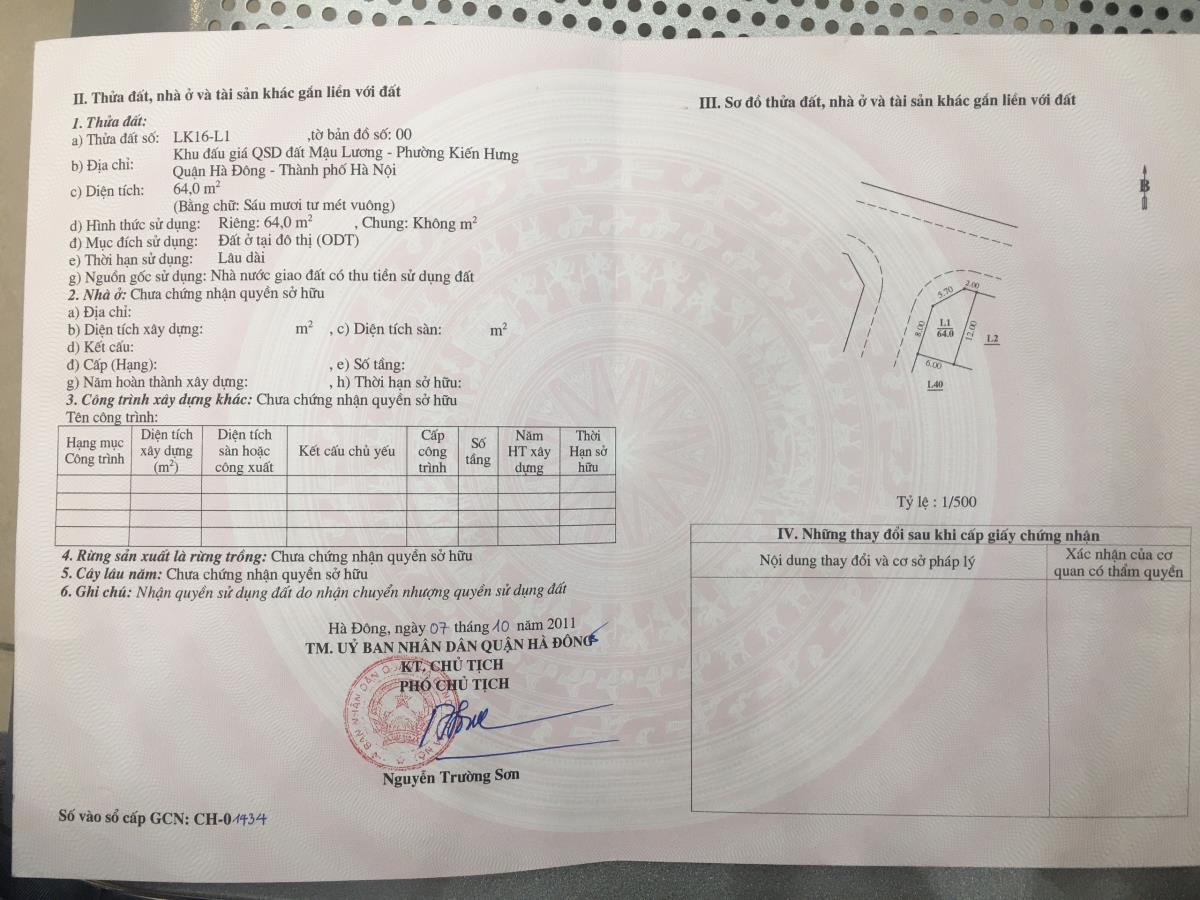 II. Thửa đất, nhà ở và tài sản khác gắn liền với đất
1. Thửa đất:
a) Thửa đất số: LK16-L1 ,tờ bản đồ số: 00
b) Địa chỉ: Khu đấu giá QSD đất Mậu Lương - Phường Kiến Hưng
Quận Hà Đông - Thành phố Hà Nội
c) Diện tích: 64,0 m²
(Bằng chữ: Sáu mươi tư mét vuông)
d) Hình thức sử dụng: Riêng: 64,0 m² , Chung: Không m²
đ) Mục đích sử dụng: Đất ở tại đô thị (ODT)
e) Thời hạn sử dụng: Lâu dài
g) Nguồn gốc sử dụng: Nhà nước giao đất có thu tiền sử dụng đất
2. Nhà ở: Chưa chứng nhận quyền sở hữu
a) Địa chỉ:
b) Diện tích xây dựng: m² , c) Diện tích sàn: m²
d) Kết cấu:
đ) Cấp (Hạng): , e) Số tầng:
g) Năm hoàn thành xây dựng: , h) Thời hạn sở hữu:
3. Công trình xây dựng khác: Chưa chứng nhận quyền sở hữu
Tên công trình:
Hạng mục Công trình
Diện tích xây dựng (m²)
Diện tích sàn hoặc công xuất
Kết cấu chủ yếu
Cấp công trình
Số tầng
Năm HT xây dựng
Thời Hạn sở hữu
4. Rừng sản xuất là rừng trồng: Chưa chứng nhận quyền sở hữu
5. Cây lâu năm: Chưa chứng nhận quyền sở hữu
6. Ghi chú: Nhận quyền sử dụng đất do nhận chuyển nhượng quyền sử dụng đất
Hà Đông, ngày 07 tháng 10 năm 2011
TM. UỶ BAN NHÂN DÂN QUẬN HÀ ĐÔNG
KT. CHỦ TỊCH
PHÓ CHỦ TỊCH
Nguyễn Trường Sơn
Số vào sổ cấp GCN: CH-01434
III. Sơ đồ thửa đất, nhà ở và tài sản khác gắn liền với đất
B
5.70
2.00
8.00
L1
64.0
12.00
L2
6.00
L40
Tỷ lệ : 1/500
IV. Những thay đổi sau khi cấp giấy chứng nhận
Nội dung thay đổi và cơ sở pháp lý
Xác nhận của cơ quan có thẩm quyền